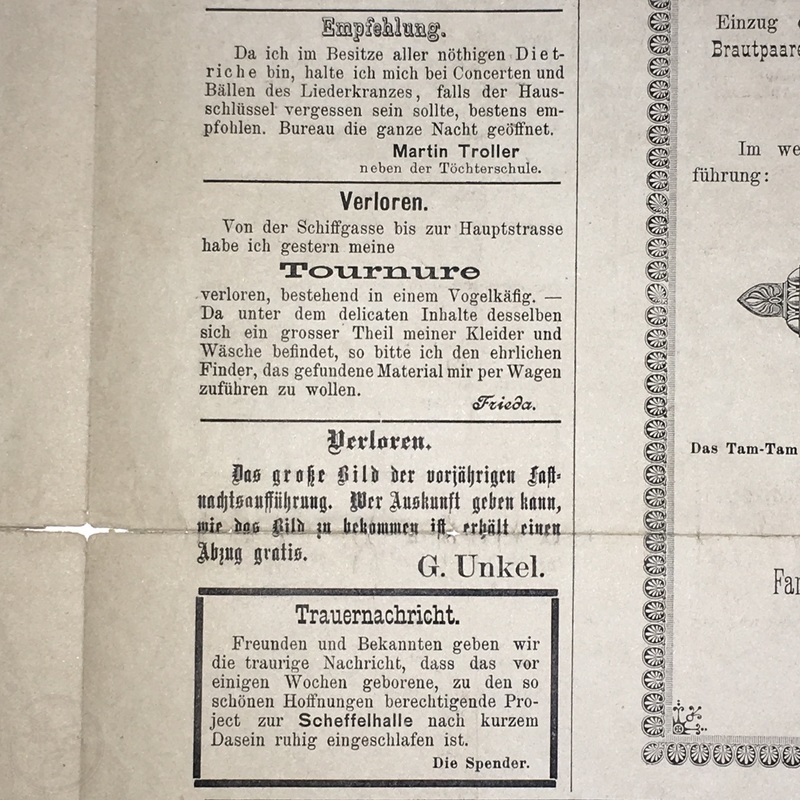 Empfehlung.
Da ich im Besitze aller nöthigen Diet-
riche bin, halte ich mich bei Concerten und
Bällen des Liederkranzes, falls der Haus-
schlüssel vergessen sein sollte, bestens em-
pfohlen. Bureau die ganze Nacht geöffnet.
Martin Troller
neben der Töchterschule.
Verloren.
Von der Schiffgasse bis zur Hauptstrasse
habe ich gestern meine
Tournure
verloren, bestehend in einem Vogelkäfig. —
Da unter dem delicaten Inhalte desselben
sich ein grosser Theil meiner Kleider und
Wäsche befindet, so bitte ich den ehrlichen
Finder, das gefundene Material mir per Wagen
zuführen zu wollen.
Frieda.
Verloren.
Das große Bild der vorjährigen Fast-
nachtsaufführung. Wer Auskunft geben kann,
wie das Bild zu bekommen ist, erhält einen
Abzug gratis.
G. Unkel.
Trauernachricht.
Freunden und Bekannten geben wir
die traurige Nachricht, dass das vor
einigen Wochen geborene, zu den so
schönen Hoffnungen berechtigende Pro-
ject zur Scheffelhalle nach kurzem
Dasein ruhig eingeschlafen ist.
Die Spender.
Einzug
Brautpaare
Im we
führung:
Das Tam-Tam